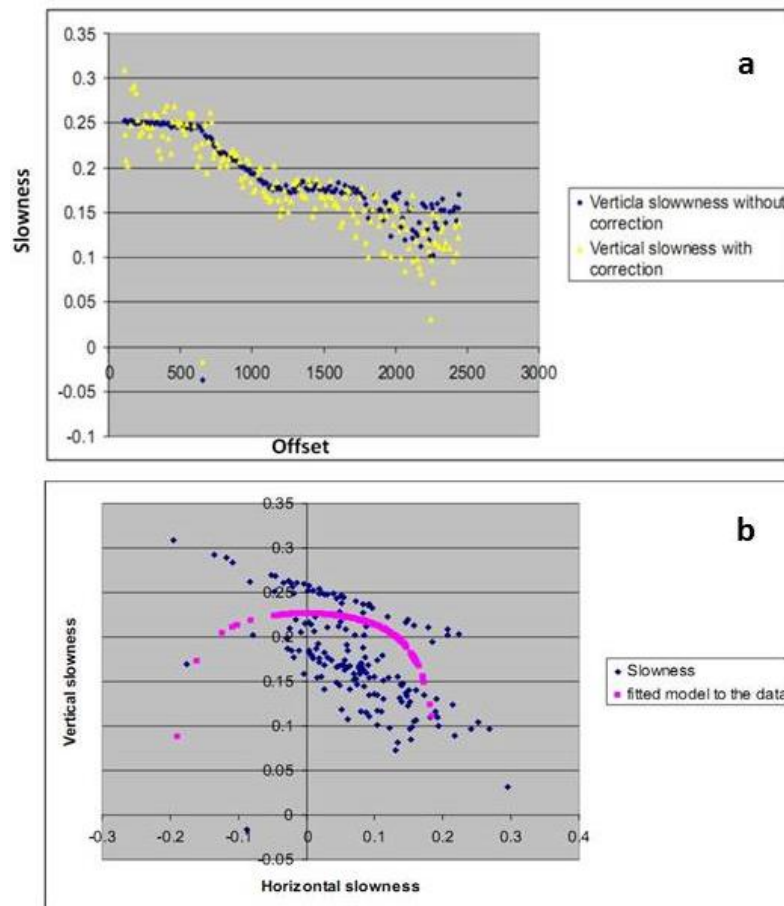 a
0.35
0.3
0.25
0.2
0.15
0.1
0.05
0
-0.05
-0.1
0 500 1000 1500 2000 2500 3000
Slowness
Offset
Verticla slowwness without
correction
Vertical slowness with
correction
b
0.35
0.3
0.25
0.2
0.15
0.1
0.05
0
-0.05
-0.3 -0.2 -0.1 0 0.1 0.2 0.3 0.4
Vertical slowness
Horizontal slowness
Slowness
fitted model to the data